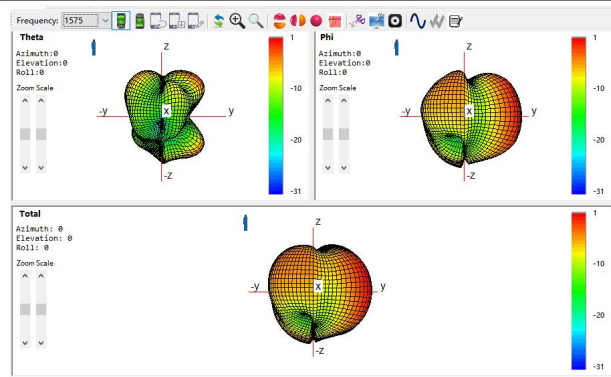 Frequency: 1575
Theta
Azimuth:0
Elevation:0
Roll:0
Zoom Scale
z
-y
x
y
-z
1
-10
-20
-31
Phi
Azimuth:0
Elevation:0
Roll:0
Zoom Scale
z
-y
x
y
-z
1
-10
-20
-31
Total
Azimuth: 0
Elevation: 0
Roll: 0
Zoom Scale
z
-y
x
y
-z
1
-10
-20
-31